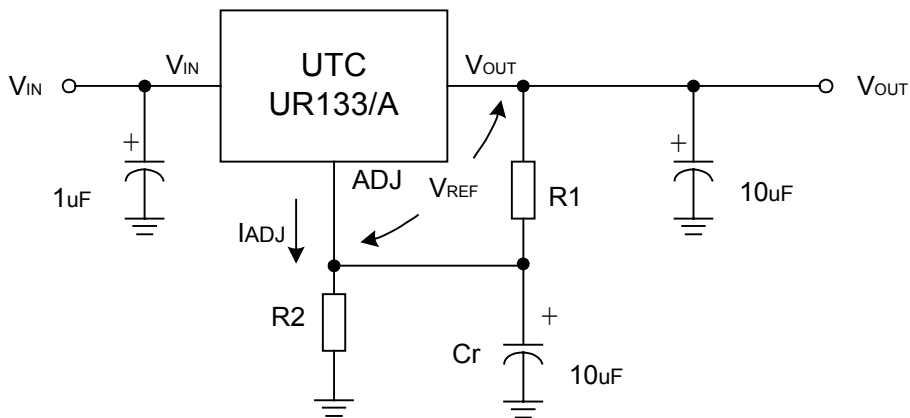 UTC
UR133/A
VIN
VIN
VOUT
VOUT
+
1uF
ADJ
VREF
R1
+
10uF
IADJ
R2
+
Cr
10uF